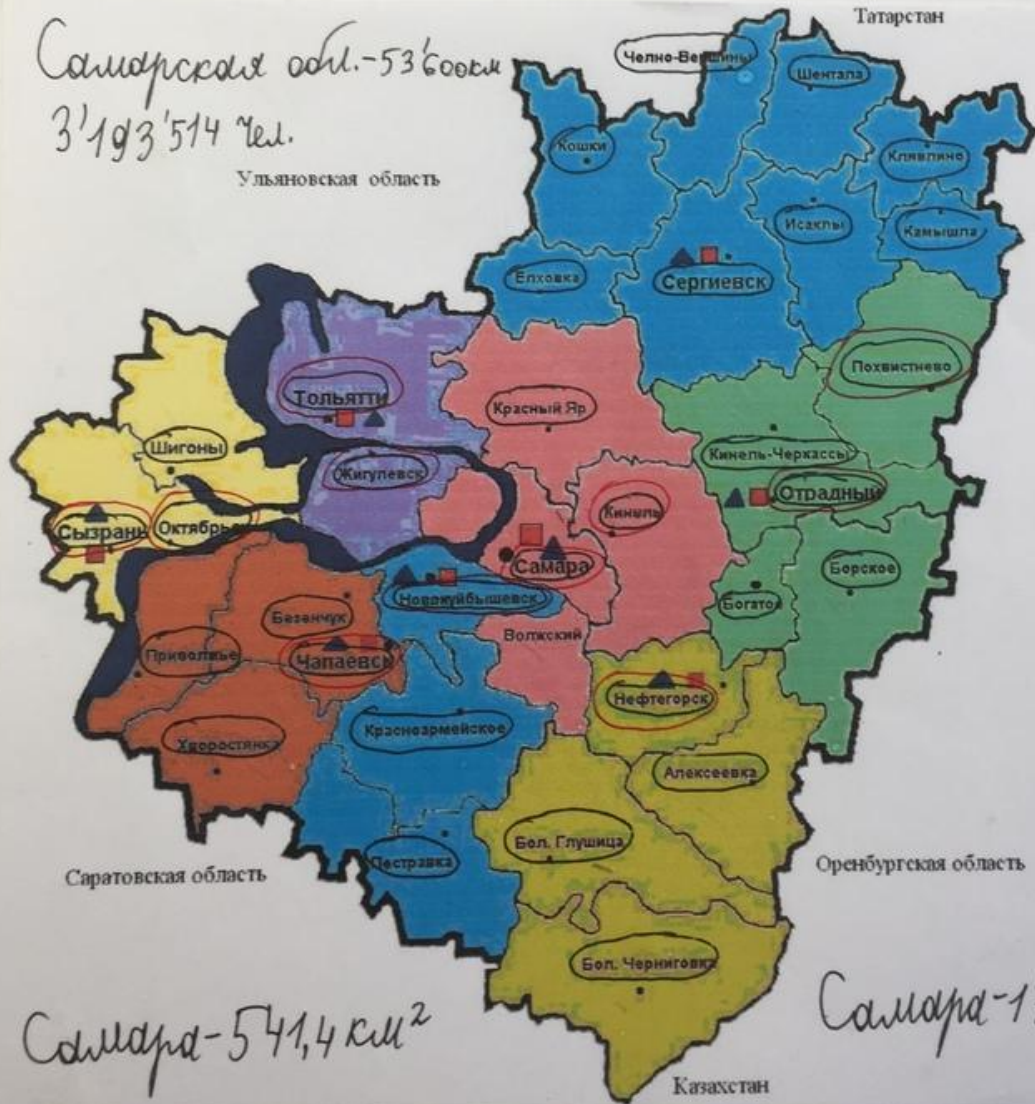 Татарстан
Самарская обл.-53'600км
Челно-Вершины
Шентала
3'193'514 чел.
Кошки
Клявлино
Ульяновская область
Исаклы
Камышла
Елховка
Сергиевск
Похвистнево
Тольятти
Красный Яр
Шигоны
Кинель-Черкассы
Жигулевск
Отрадный
Сызрань
Октябрьс
Кинель
Самара
Борское
Новокуйбышевск
Богатое
Безенчук
Волжский
Приволжье
Чапаевск
Нефтегорск
Красноармейское
Хворостянка
Алексеевка
Бол. Глушица
Пестравка
Саратовская область
Оренбургская область
Бол. Черниговка
Самара-1
Самара-541,4 км²
Казахстан